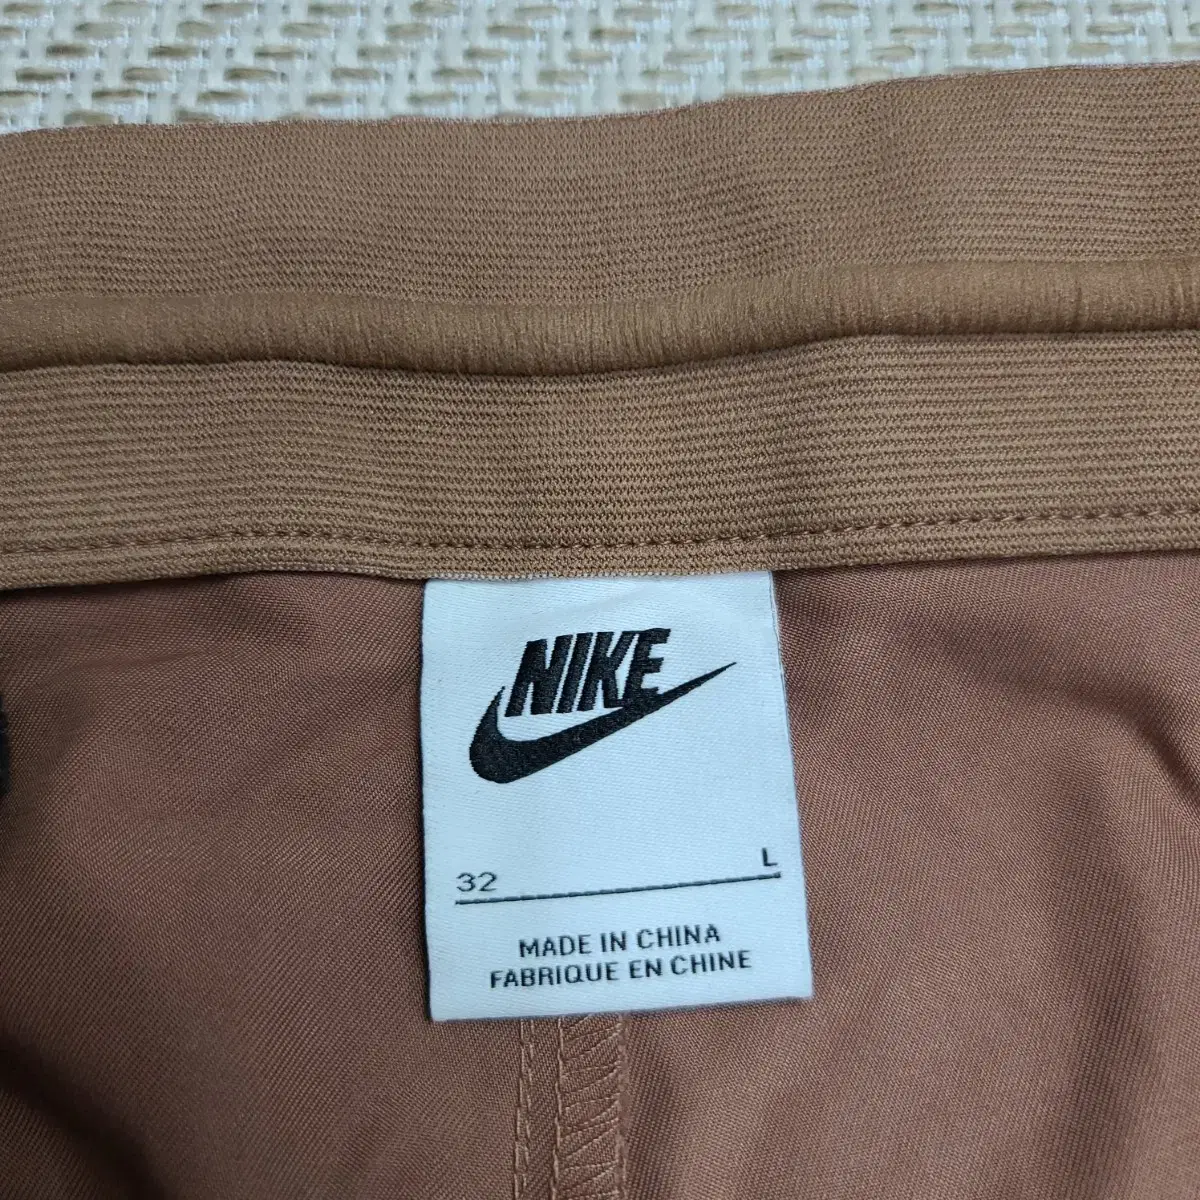 NIKE
32 L
MADE IN CHINA
FABRIQUE EN CHINE